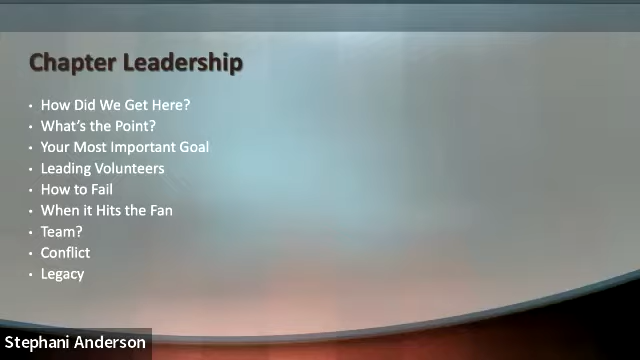 Chapter Leadership
• How Did We Get Here?
• What's the Point?
• Your Most Important Goal
• Leading Volunteers
• How to Fail
• When it Hits the Fan
• Team?
• Conflict
• Legacy
Stephani Anderson